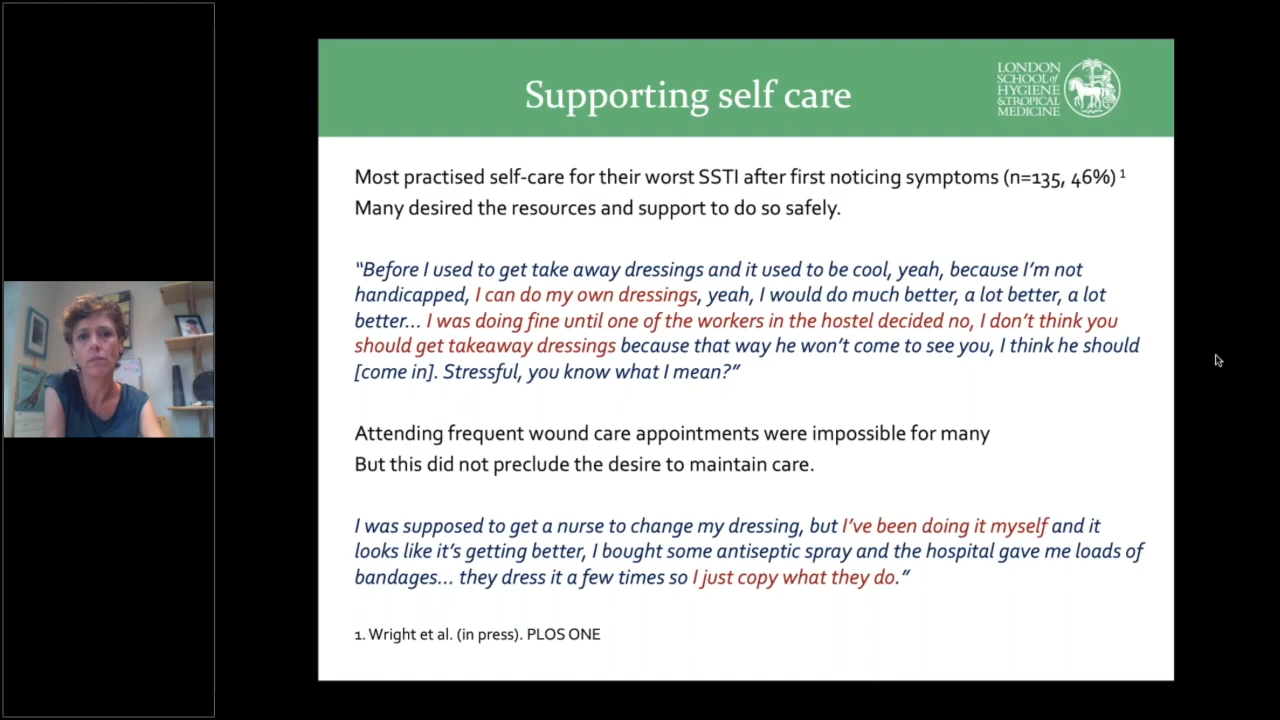 Supporting self care
LONDON
SCHOOL of
HYGIENE
& TROPICAL
MEDICINE
Most practised self-care for their worst SSTI after first noticing symptoms (n=135, 46%) 1
Many desired the resources and support to do so safely.
“Before I used to get take away dressings and it used to be cool, yeah, because I’m not
handicapped, I can do my own dressings, yeah, I would do much better, a lot better, a lot
better... I was doing fine until one of the workers in the hostel decided no, I don’t think you
should get takeaway dressings because that way he won’t come to see you, I think he should
[come in]. Stressful, you know what I mean?”
Attending frequent wound care appointments were impossible for many
But this did not preclude the desire to maintain care.
I was supposed to get a nurse to change my dressing, but I’ve been doing it myself and it
looks like it’s getting better, I bought some antiseptic spray and the hospital gave me loads of
bandages... they dress it a few times so I just copy what they do.”
1. Wright et al. (in press). PLOS ONE